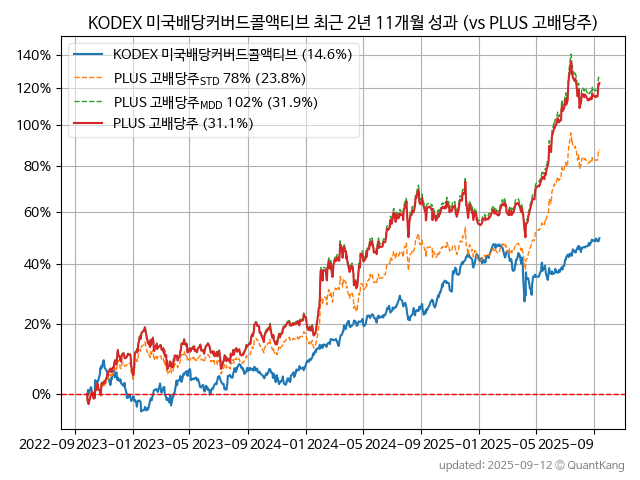 KODEX 미국배당커버드콜액티브 최근 2년 11개월 성과 (vs PLUS 고배당주)
KODEX 미국배당커버드콜액티브 (14.6%)
PLUS 고배당주STD 78% (23.8%)
PLUS 고배당주MDD 102% (31.9%)
PLUS 고배당주 (31.1%)
140%
120%
100%
80%
60%
40%
20%
0%
2022-09 2023-01 2023-05 2023-09 2024-01 2024-05 2024-09 2025-01 2025-05 2025-09
updated: 2025-09-12 © QuantKang